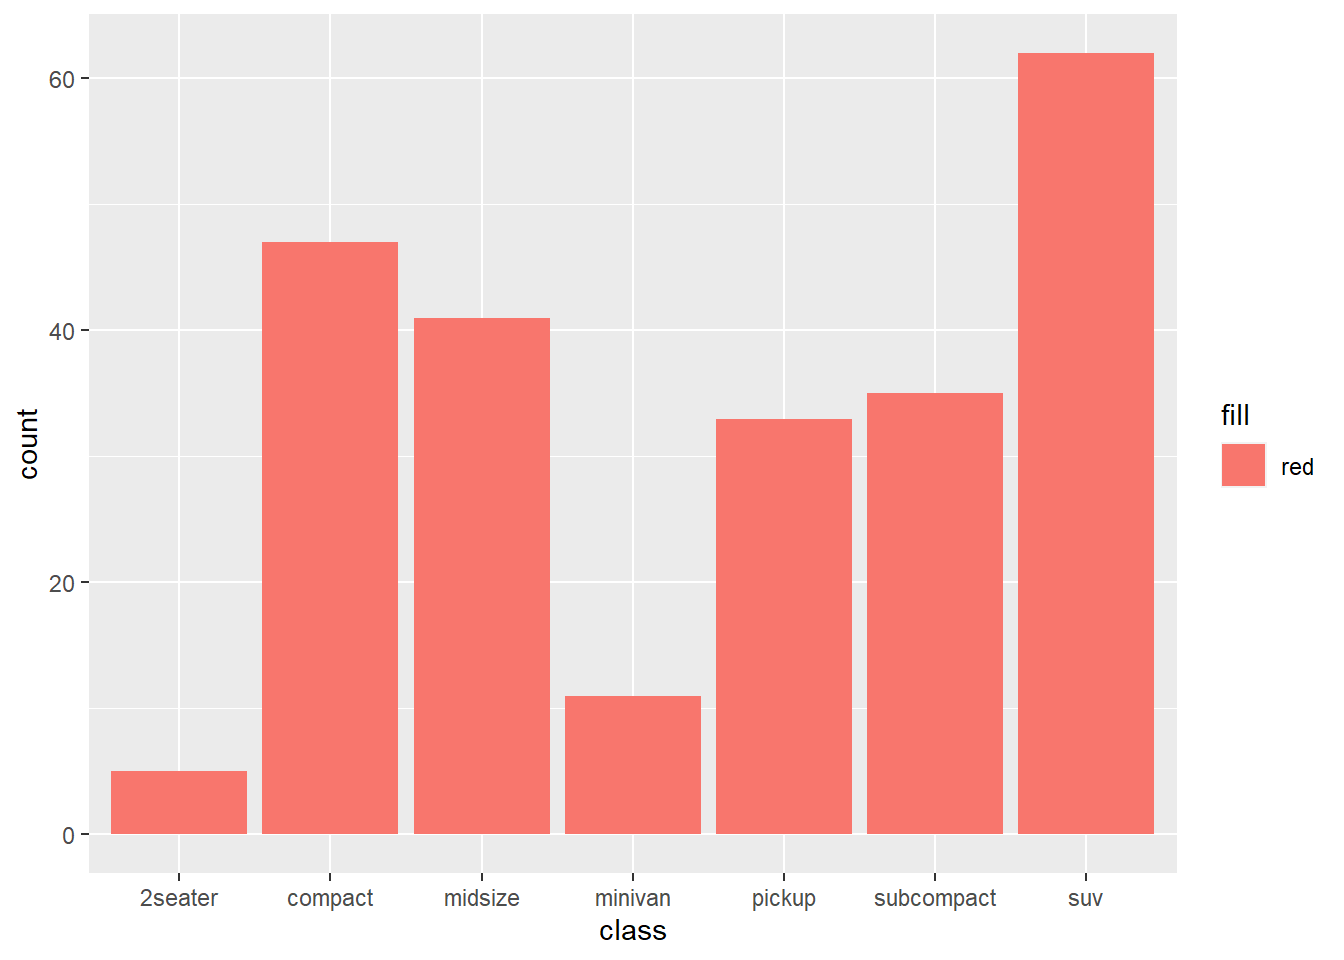 60
40
20
0
count
2seater compact midsize minivan pickup subcompact suv
class
fill
red